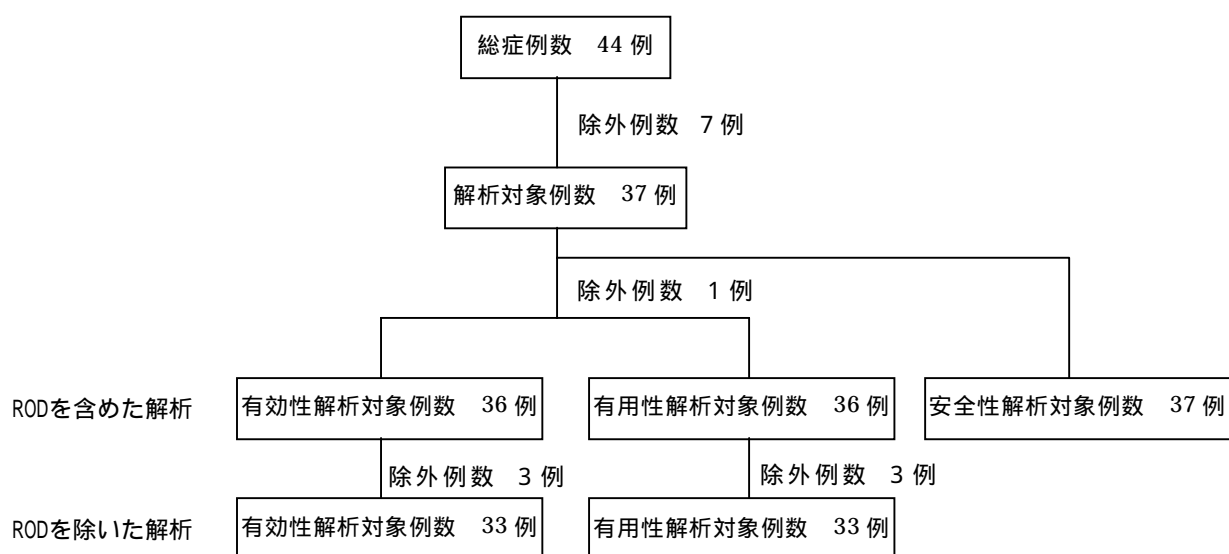 総症例数 44 例
除外例数 7 例
解析対象例数 37 例
除外例数 1 例
RODを含めた解析 有効性解析対象例数 36 例 有用性解析対象例数 36 例 安全性解析対象例数 37 例
除外例数 3 例 除外例数 3 例
RODを除いた解析 有効性解析対象例数 33 例 有用性解析対象例数 33 例